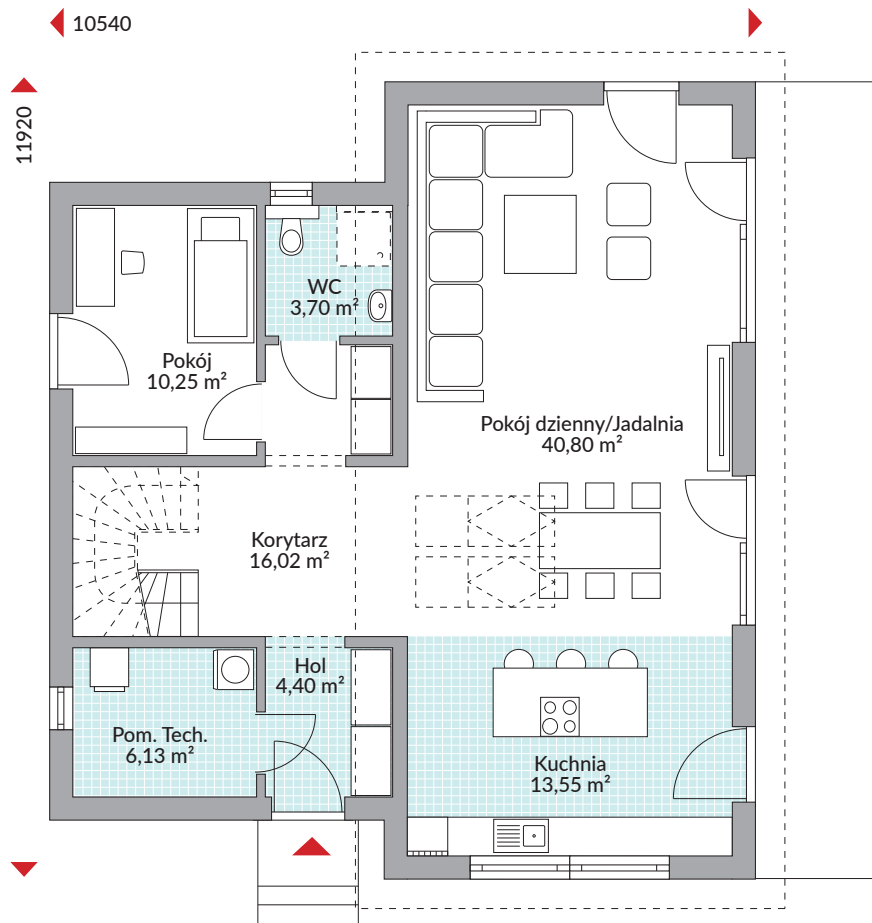 10540
11920
WC
3,70 m²
Pokój
10,25 m²
Pokój dzienny/Jadalnia
40,80 m²
Korytarz
16,02 m²
Hol
4,40 m²
Pom. Tech.
6,13 m²
Kuchnia
13,55 m²